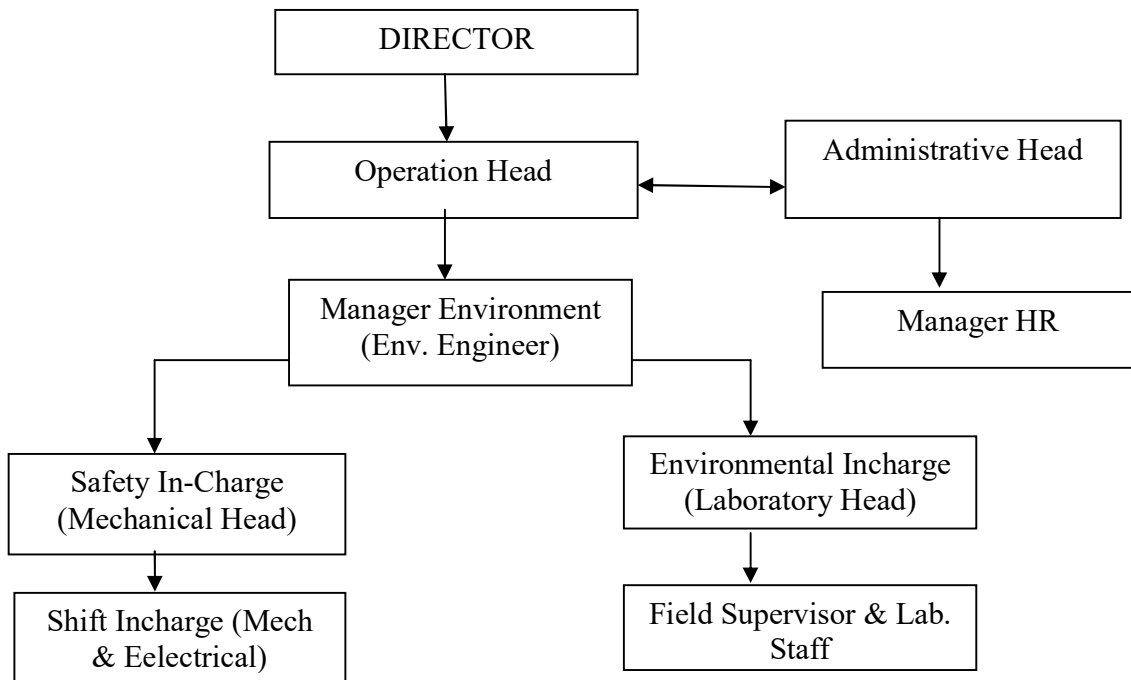 DIRECTOR
Operation Head
Administrative Head
Manager Environment
(Env. Engineer)
Manager HR
Safety In-Charge
(Mechanical Head)
Environmental Incharge
(Laboratory Head)
Shift Incharge (Mech
& Eelectrical)
Field Supervisor & Lab.
Staff